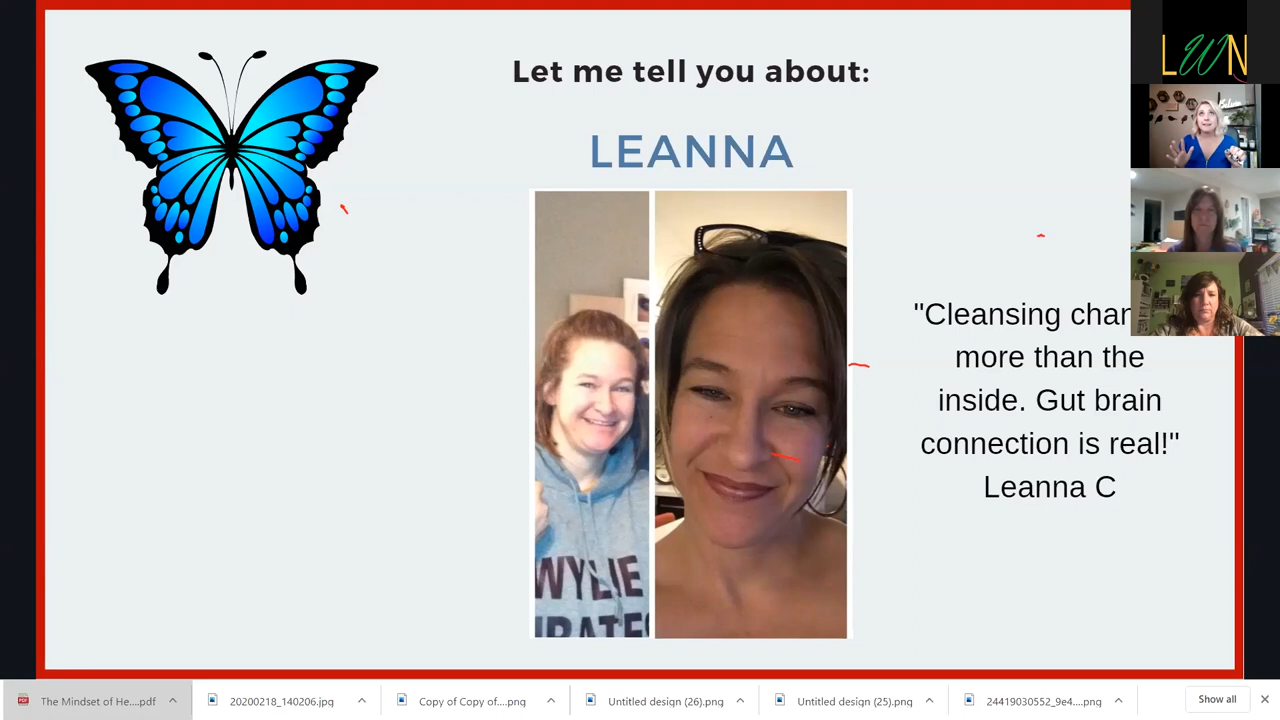 Let me tell you about:
LEANNA
LWN
"Cleansing
more than the
inside. Gut brain
connection is real!"
Leanna C
WYLIE
The Mindset of He....pdf
20200218_140206.jpg
Copy of Copy of....png
Untitled design (26).png
Untitled design (25).png
24419030552_9e4....png
Show all